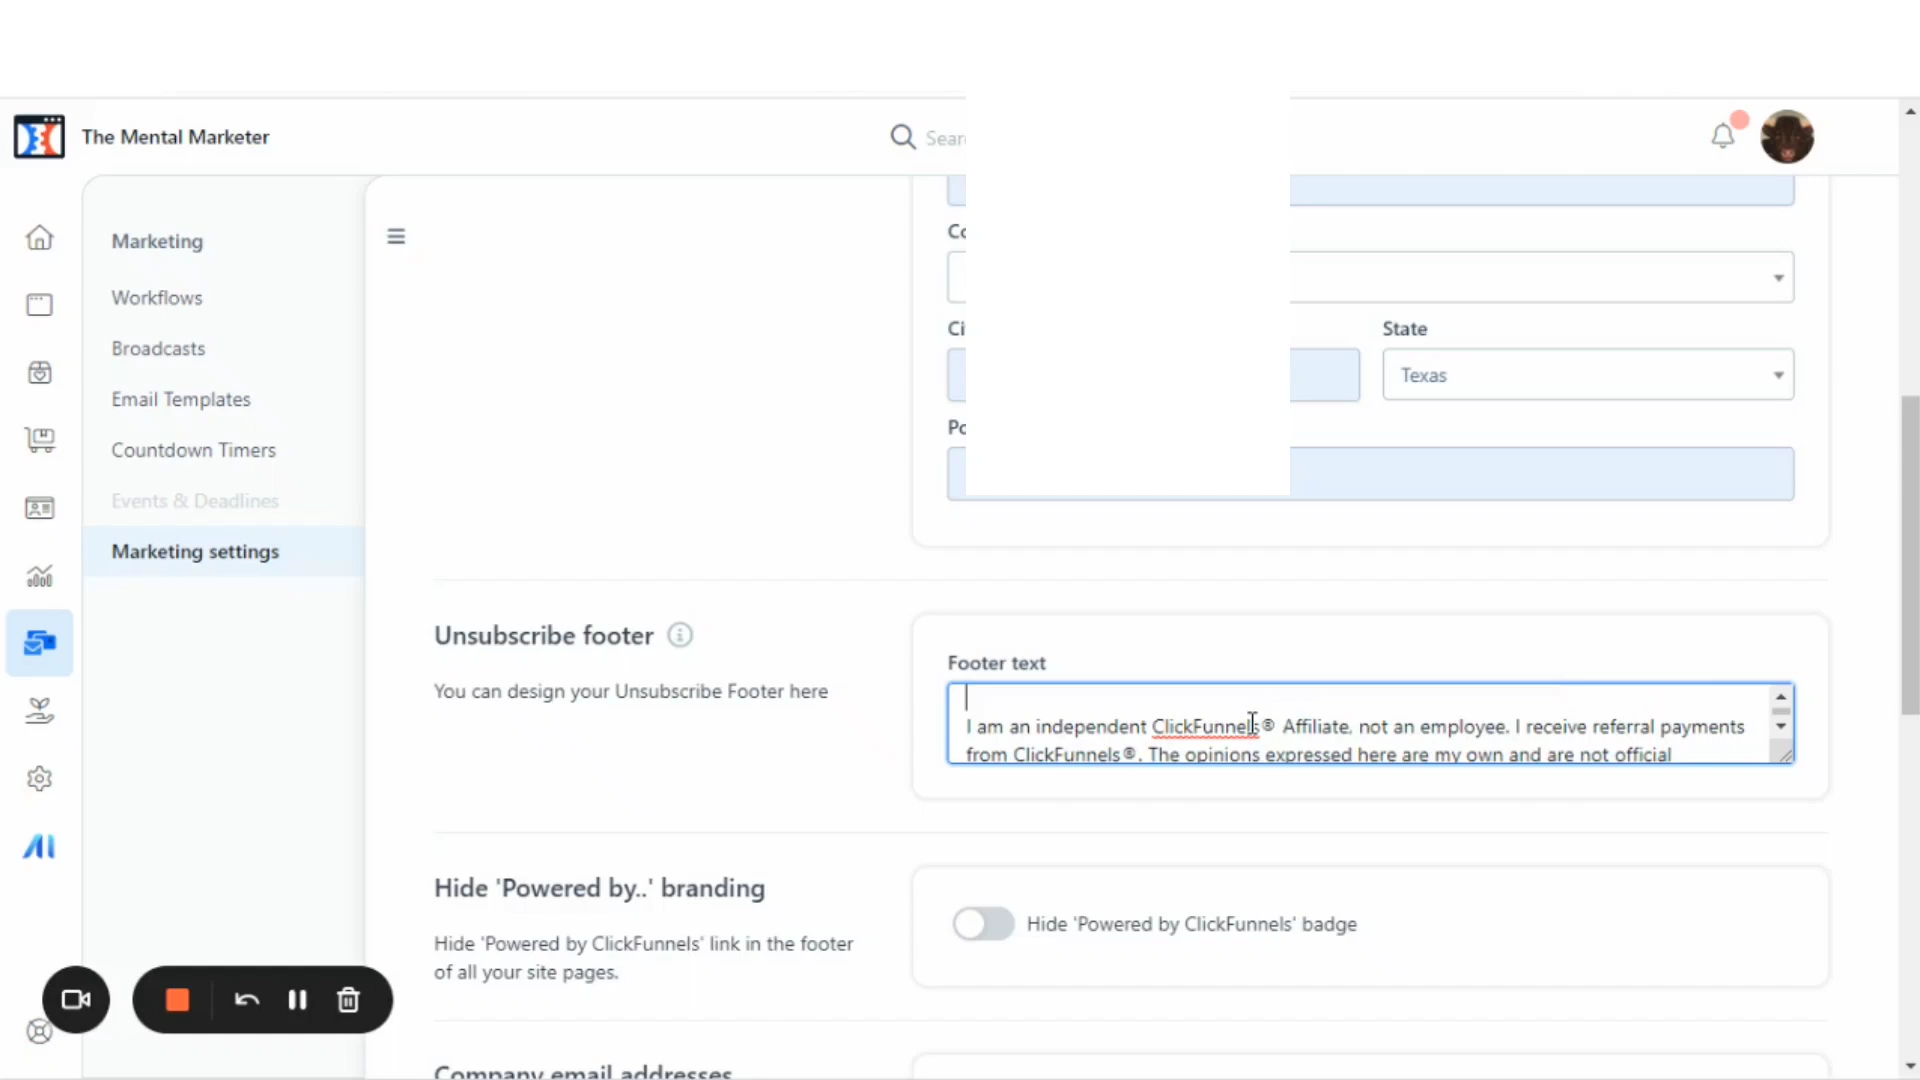 The Mental Marketer
Sear
Marketing
Workflows
Broadcasts
Email Templates
Countdown Timers
Events & Deadlines
Marketing settings
Co
Ci
State
Texas
Po
Unsubscribe footer
You can design your Unsubscribe Footer here
Footer text
I am an independent ClickFunnels® Affiliate, not an employee. I receive referral payments
from ClickFunnels®. The opinions expressed here are my own and are not official
Hide 'Powered by..' branding
Hide 'Powered by ClickFunnels' link in the footer
of all your site pages.
Hide 'Powered by ClickFunnels' badge
Company email addresses